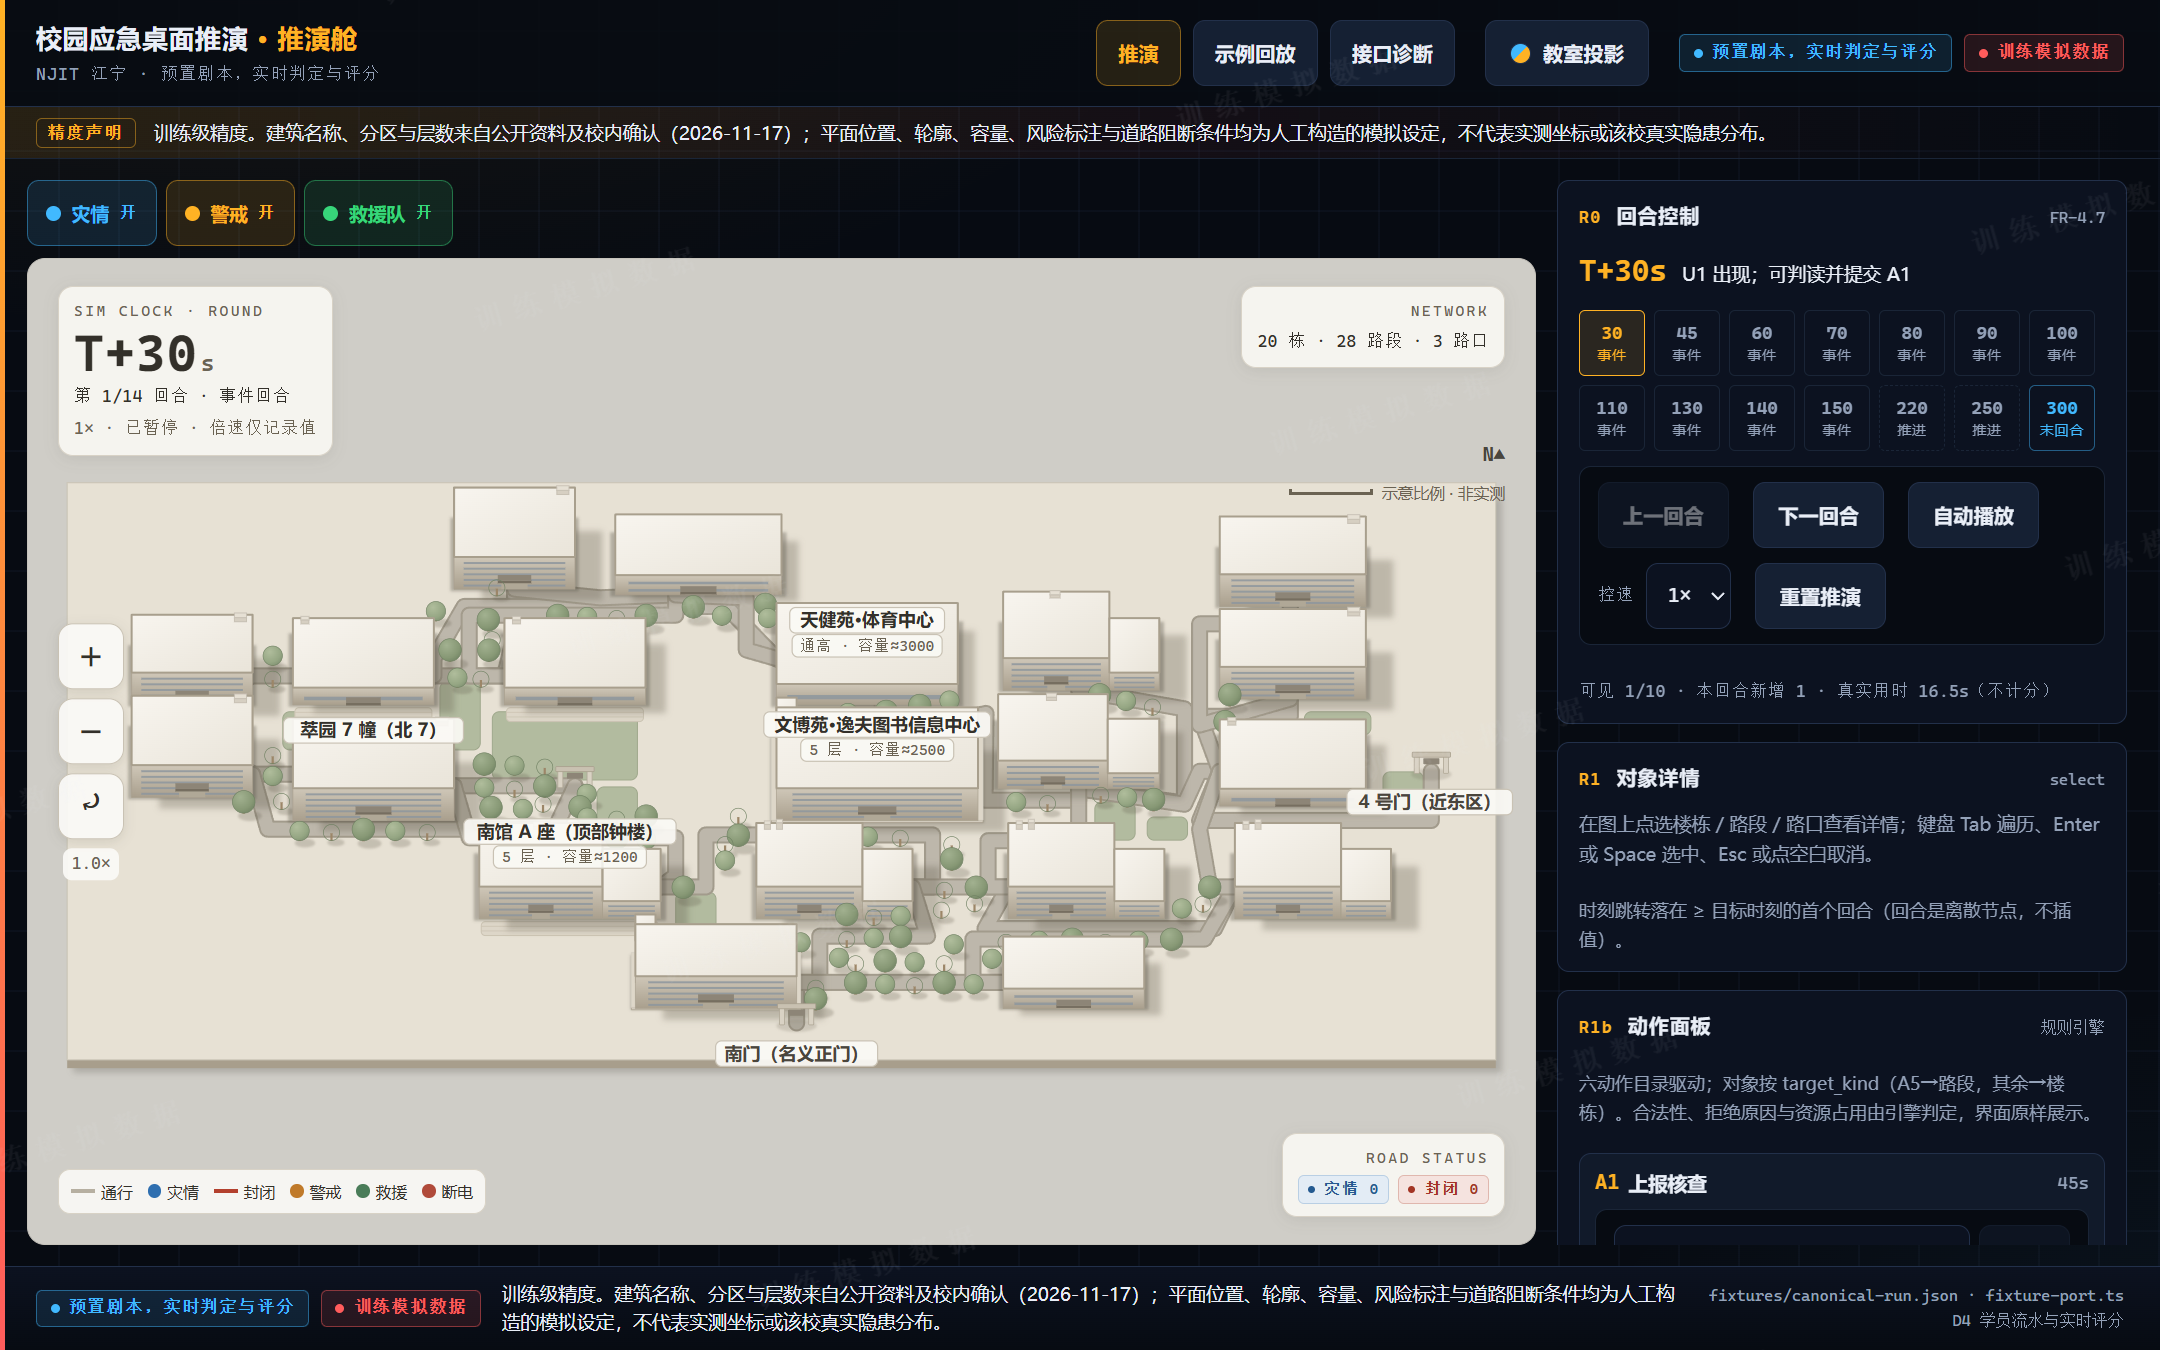 校园应急桌面推演 · 推演舱
NJIT 江宁 · 预置剧本，实时判定与评分
推演
示例回放
接口诊断
教室投影
预置剧本，实时判定与评分
训练模拟数据
精度声明
训练级精度。建筑名称、分区与层数来自公开资料及校内确认（2026-11-17）；平面位置、轮廓、容量、风险标注与道路阻断条件均为人工构造的模拟设定，不代表实测坐标或该校真实隐患分布。
灾情 开
警戒 开
救援队 开
SIM CLOCK · ROUND
T+30s
第 1/14 回合 · 事件回合
1× · 已暂停 · 倍速仅记录值
NETWORK
20 栋 · 28 路段 · 3 路口
N▲
示意比例 · 非实测
天健苑·体育中心
通高 · 容量≈3000
萃园 7 幢（北 7）
文博苑·逸夫图书信息中心
5 层 · 容量≈2500
4 号门（近东区）
南馆 A 座（顶部钟楼）
5 层 · 容量≈1200
南门（名义正门）
+
−
1.0×
通行
灾情
封闭
警戒
救援
断电
ROAD STATUS
灾情 0
封闭 0
R0 回合控制
FR-4.7
T+30s U1 出现；可判读并提交 A1
30 45 60 70 80 90 100
事件 事件 事件 事件 事件 事件 事件
110 130 140 150 220 250 300
事件 事件 事件 事件 推进 推进 末回合
上一回合
下一回合
自动播放
控速
1×
重置推演
可见 1/10 · 本回合新增 1 · 真实用时 16.5s（不计分）
R1 对象详情
select
在图上点选楼栋 / 路段 / 路口查看详情；键盘 Tab 遍历、Enter
或 Space 选中、Esc 或点空白取消。
时刻跳转落在 ≥ 目标时刻的首个回合（回合是离散节点，不插
值）。
R1b 动作面板
规则引擎
六动作目录驱动；对象按 target_kind（A5→路段，其余→楼
栋）。合法性、拒绝原因与资源占用由引擎判定，界面原样展示。
A1 上报核查
45s
预置剧本，实时判定与评分
训练模拟数据
训练级精度。建筑名称、分区与层数来自公开资料及校内确认（2026-11-17）；平面位置、轮廓、容量、风险标注与道路阻断条件均为人工构
造的模拟设定，不代表实测坐标或该校真实隐患分布。
fixtures/canonical-run.json · fixture-port.ts
D4 学员流水与实时评分